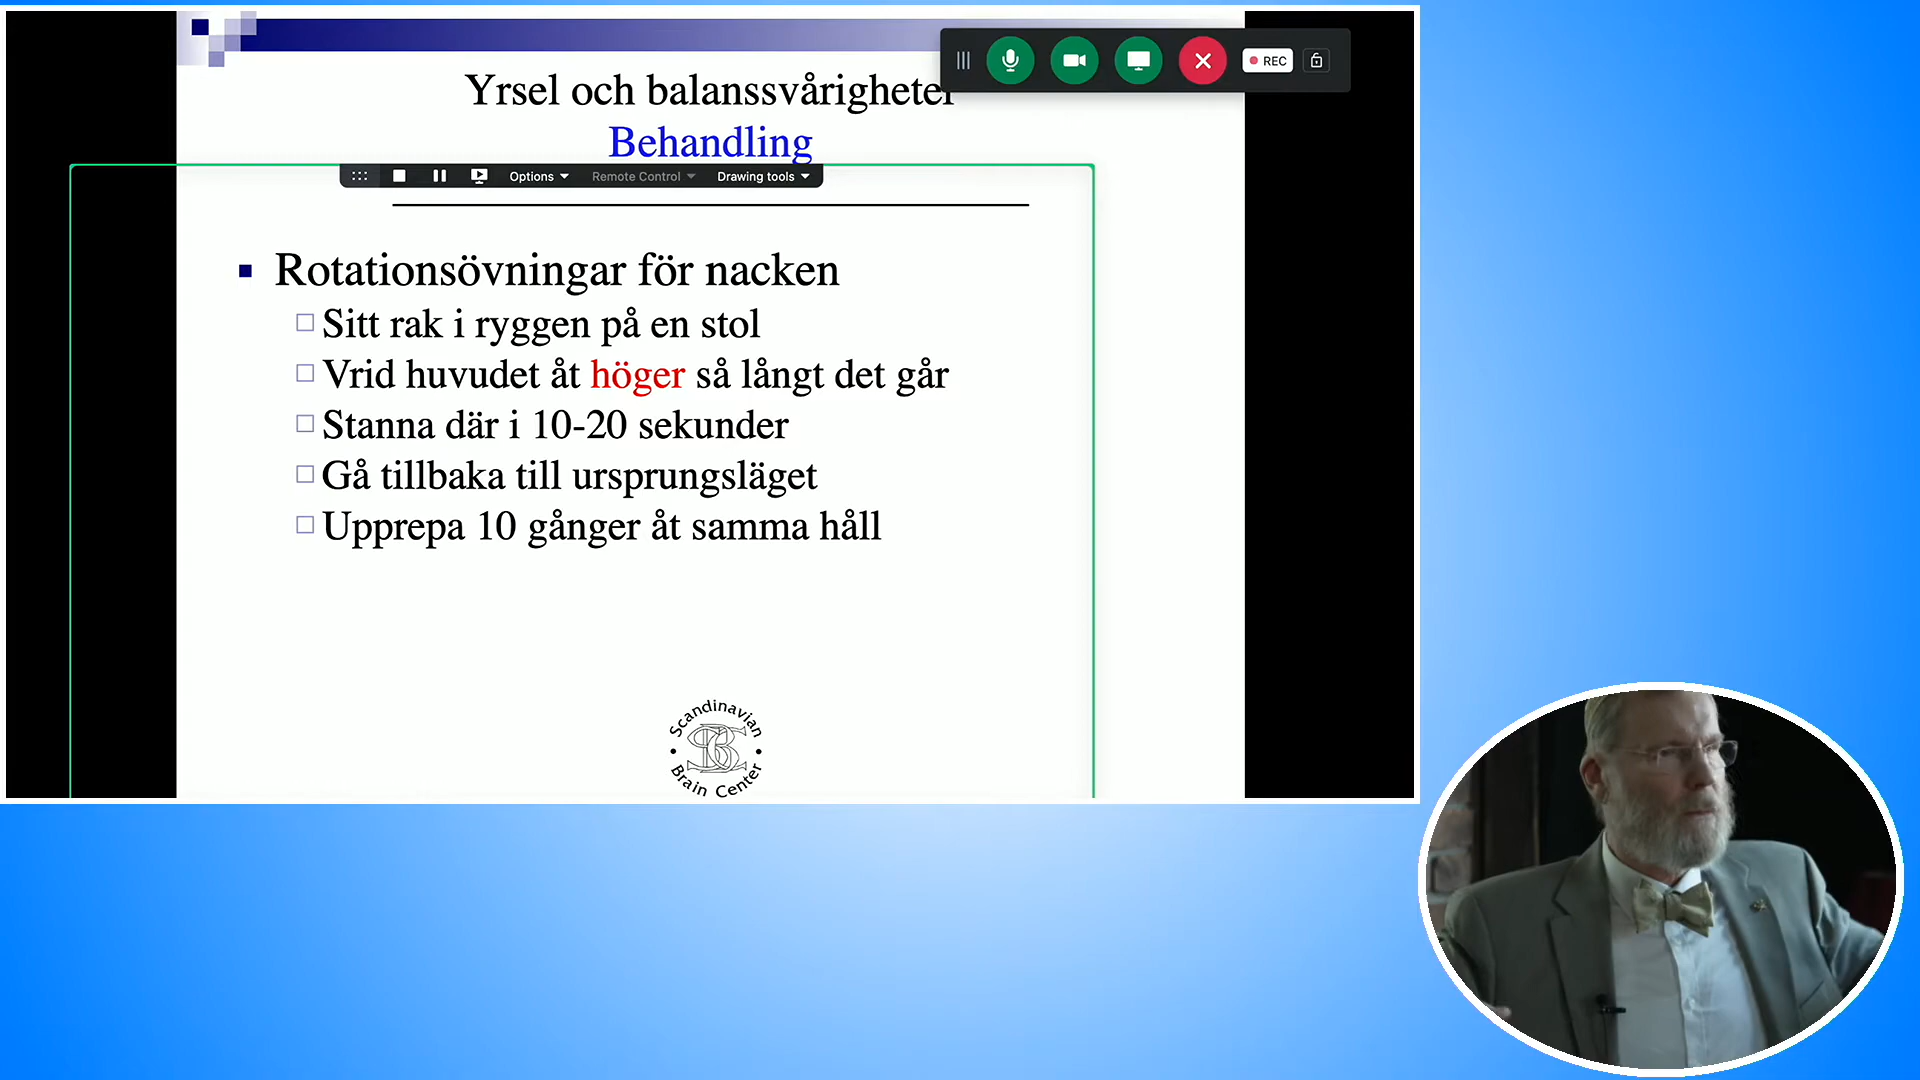 REC
Yrsel och balanssvårigheter
Behandling
Options
Remote Control
Drawing tools
Rotationsövningar för nacken
Sitt rak i ryggen på en stol
Vrid huvudet åt höger så långt det går
Stanna där i 10-20 sekunder
Gå tillbaka till ursprungsläget
Upprepa 10 gånger åt samma håll
Scandinavian
SBC
Brain Center